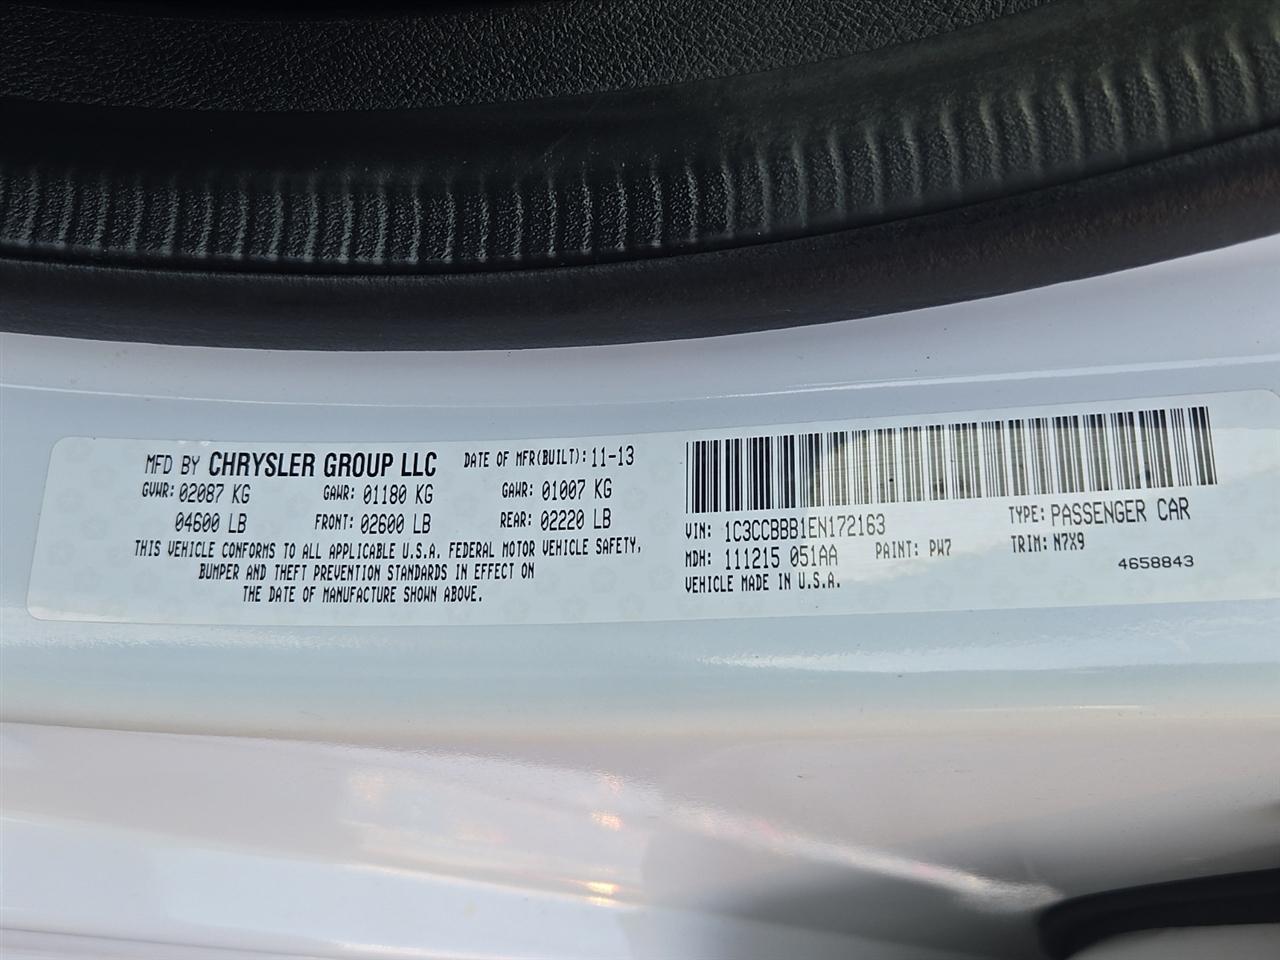 MFD BY CHRYSLER GROUP LLC DATE OF MFR(BUILT): 11-13
GVWR: 02087 KG GAWR: 01180 KG GAWR: 01007 KG
04600 LB FRONT: 02600 LB REAR: 02220 LB
THIS VEHICLE CONFORMS TO ALL APPLICABLE U.S.A. FEDERAL MOTOR VEHICLE SAFETY,
BUMPER AND THEFT PREVENTION STANDARDS IN EFFECT ON
THE DATE OF MANUFACTURE SHOWN ABOVE.
VIN: 1C3CCBBB1EN172163 TYPE: PASSENGER CAR
MDH: 111215 051AA PAINT: PW7 TRIM: N7X9
VEHICLE MADE IN U.S.A. 4658843